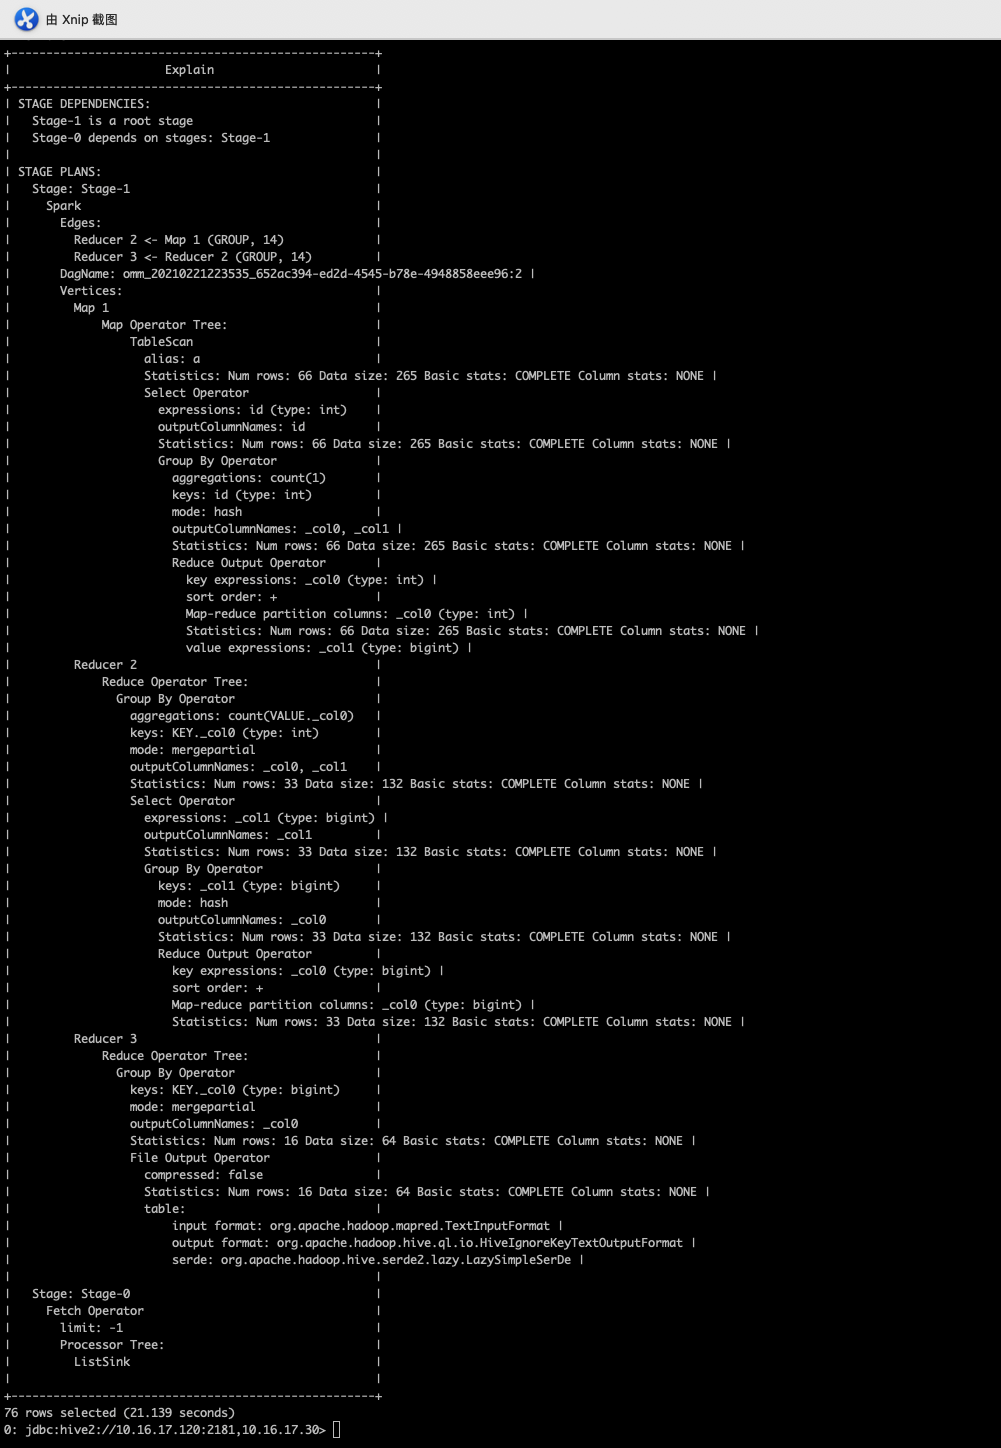 由 Xnip 截图
+----------------------------------------------------+
|                      Explain                       |
+----------------------------------------------------+
| STAGE DEPENDENCIES:                                |
|   Stage-1 is a root stage                          |
|   Stage-0 depends on stages: Stage-1               |
|                                                    |
| STAGE PLANS:                                       |
|   Stage: Stage-1                                   |
|     Spark                                          |
|       Edges:                                       |
|         Reducer 2 <- Map 1 (GROUP, 14)             |
|         Reducer 3 <- Reducer 2 (GROUP, 14)         |
|       DagName: omm_20210221223535_652ac394-ed2d-4545-b78e-4948858eee96:2 |
|       Vertices:                                    |
|         Map 1                                      |
|             Map Operator Tree:                     |
|                 TableScan                          |
|                   alias: a                         |
|                   Statistics: Num rows: 66 Data size: 265 Basic stats: COMPLETE Column stats: NONE |
|                   Select Operator                  |
|                     expressions: id (type: int)    |
|                     outputColumnNames: id          |
|                     Statistics: Num rows: 66 Data size: 265 Basic stats: COMPLETE Column stats: NONE |
|                     Group By Operator              |
|                       aggregations: count(1)       |
|                       keys: id (type: int)         |
|                       mode: hash                   |
|                       outputColumnNames: _col0, _col1 |
|                       Statistics: Num rows: 66 Data size: 265 Basic stats: COMPLETE Column stats: NONE |
|                       Reduce Output Operator       |
|                         key expressions: _col0 (type: int) |
|                         sort order: +              |
|                         Map-reduce partition columns: _col0 (type: int) |
|                         Statistics: Num rows: 66 Data size: 265 Basic stats: COMPLETE Column stats: NONE |
|                         value expressions: _col1 (type: bigint) |
|         Reducer 2                                  |
|             Reduce Operator Tree:                  |
|               Group By Operator                    |
|                 aggregations: count(VALUE._col0)   |
|                 keys: KEY._col0 (type: int)        |
|                 mode: mergepartial                 |
|                 outputColumnNames: _col0, _col1    |
|                 Statistics: Num rows: 33 Data size: 132 Basic stats: COMPLETE Column stats: NONE |
|                 Select Operator                    |
|                   expressions: _col1 (type: bigint) |
|                   outputColumnNames: _col1         |
|                   Statistics: Num rows: 33 Data size: 132 Basic stats: COMPLETE Column stats: NONE |
|                   Group By Operator                |
|                     keys: _col1 (type: bigint)     |
|                     mode: hash                     |
|                     outputColumnNames: _col0       |
|                     Statistics: Num rows: 33 Data size: 132 Basic stats: COMPLETE Column stats: NONE |
|                     Reduce Output Operator         |
|                       key expressions: _col0 (type: bigint) |
|                       sort order: +                |
|                       Map-reduce partition columns: _col0 (type: bigint) |
|                       Statistics: Num rows: 33 Data size: 132 Basic stats: COMPLETE Column stats: NONE |
|         Reducer 3                                  |
|             Reduce Operator Tree:                  |
|               Group By Operator                    |
|                 keys: KEY._col0 (type: bigint)     |
|                 mode: mergepartial                 |
|                 outputColumnNames: _col0           |
|                 Statistics: Num rows: 16 Data size: 64 Basic stats: COMPLETE Column stats: NONE |
|                 File Output Operator               |
|                   compressed: false                |
|                   Statistics: Num rows: 16 Data size: 64 Basic stats: COMPLETE Column stats: NONE |
|                   table:                           |
|                       input format: org.apache.hadoop.mapred.TextInputFormat |
|                       output format: org.apache.hadoop.hive.ql.io.HiveIgnoreKeyTextOutputFormat |
|                       serde: org.apache.hadoop.hive.serde2.lazy.LazySimpleSerDe |
|                                                    |
|   Stage: Stage-0                                   |
|     Fetch Operator                                 |
|       limit: -1                                    |
|       Processor Tree:                              |
|         ListSink                                   |
|                                                    |
+----------------------------------------------------+
76 rows selected (21.139 seconds)
0: jdbc:hive2://10.16.17.120:2181,10.16.17.30>